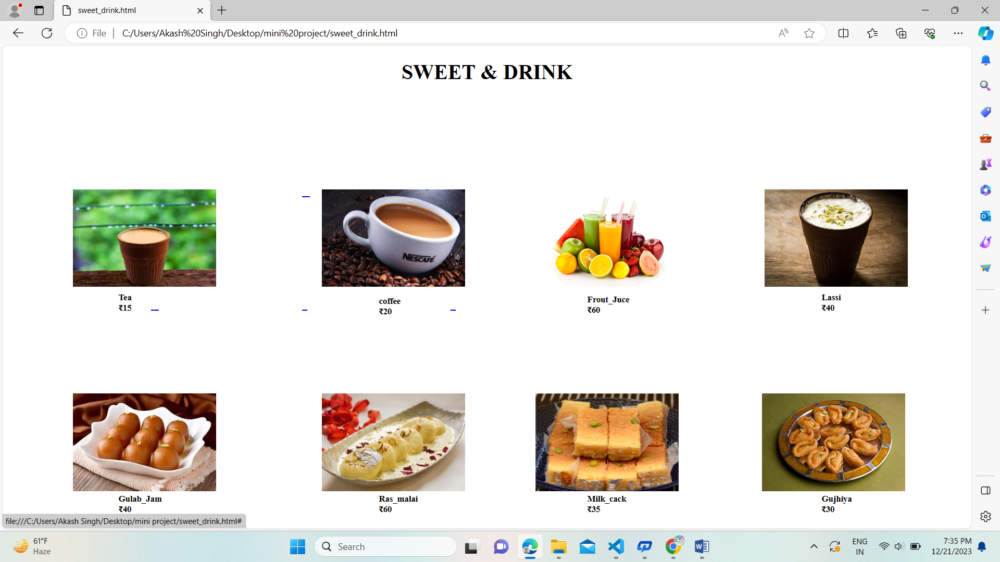 sweet_drink.html
File
C:/Users/Akash%20Singh/Desktop/mini%20project/sweet_drink.html
SWEET & DRINK
NESCAFÉ
Tea
₹15
coffee
₹20
Frout_Juce
₹60
Lassi
₹40
Gulab_Jam
₹40
Ras_malai
₹60
Milk_cack
₹35
Gujhiya
₹30
file:///C:/Users/Akash Singh/Desktop/mini project/sweet_drink.html#
61°F
Haze
Search
ENG
IN
7:35 PM
12/21/2023